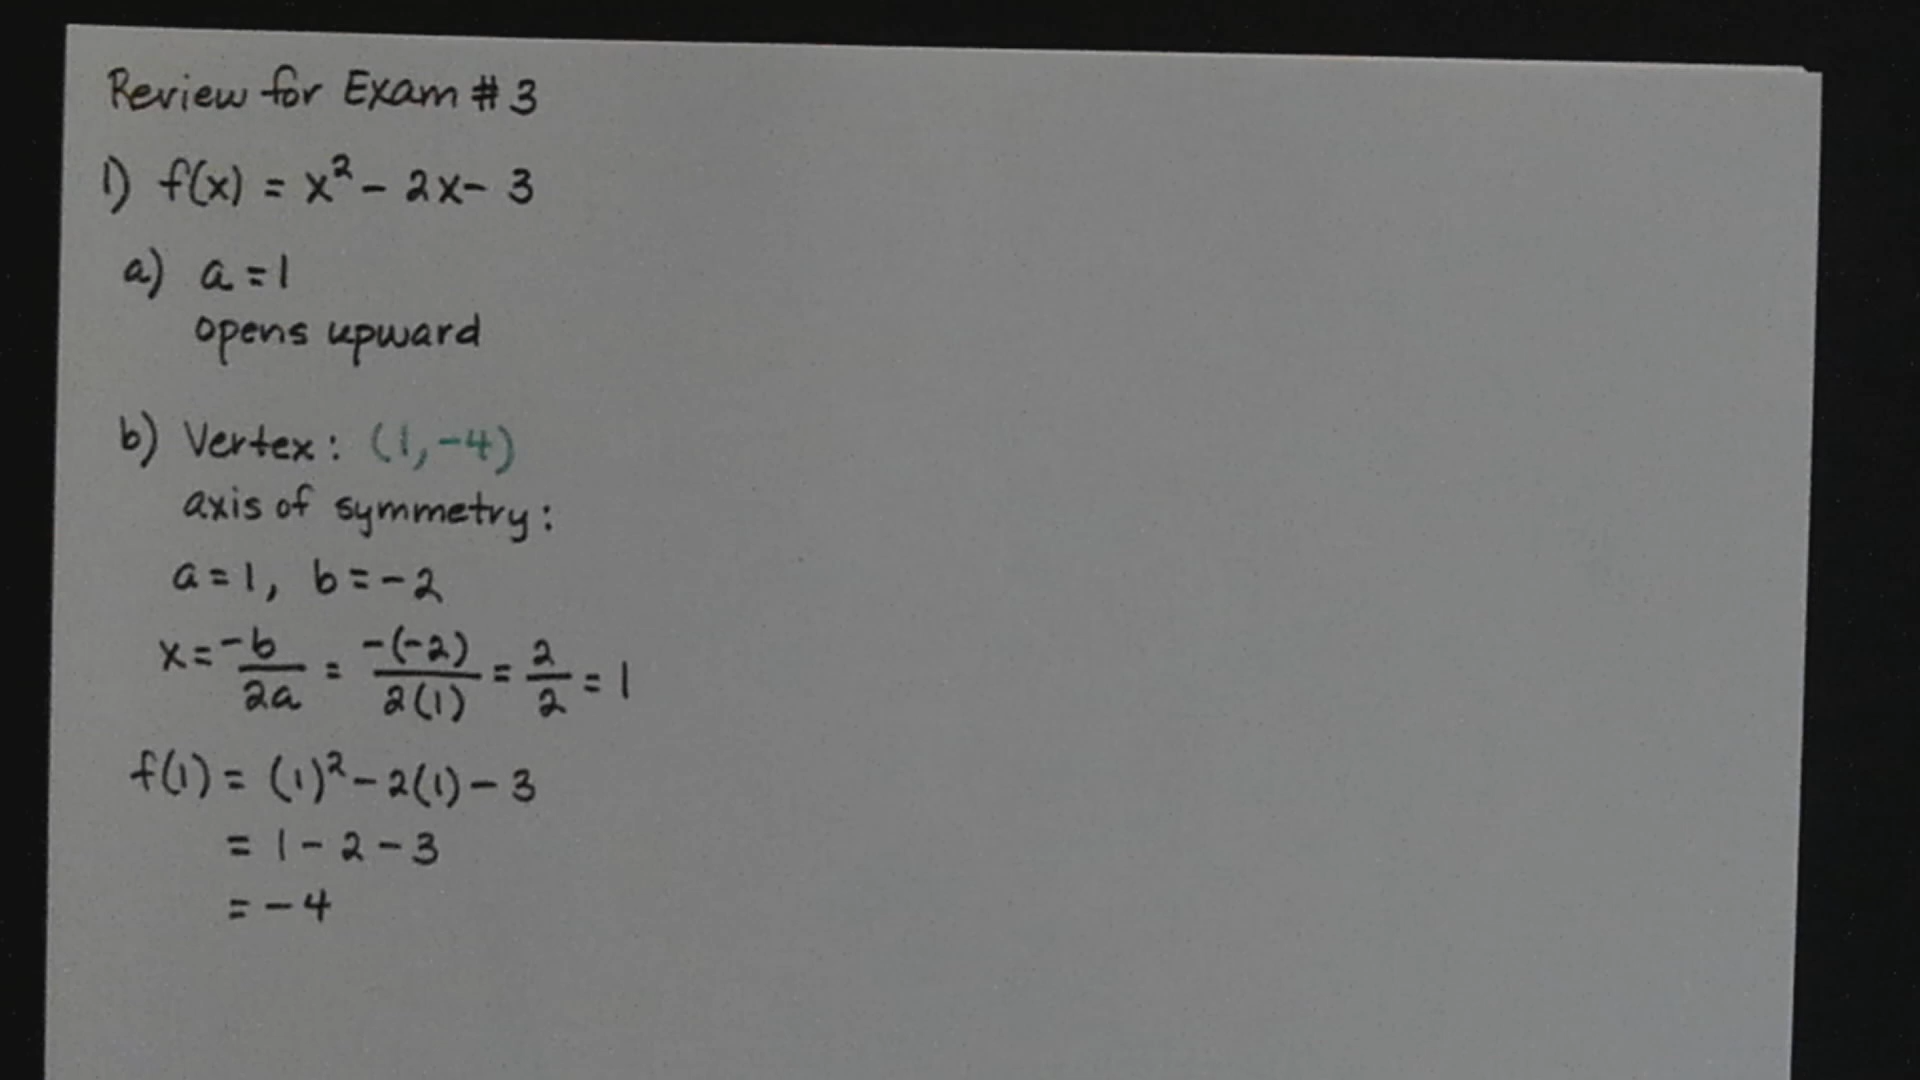 Review for Exam # 3
1) f(x) = x² - 2x - 3
a) a = 1
opens upward
b) Vertex: (1, -4)
axis of symmetry:
a = 1, b = -2
x = -b/2a = -(-2)/2(1) = 2/2 = 1
f(1) = (1)² - 2(1) - 3
= 1 - 2 - 3
= -4